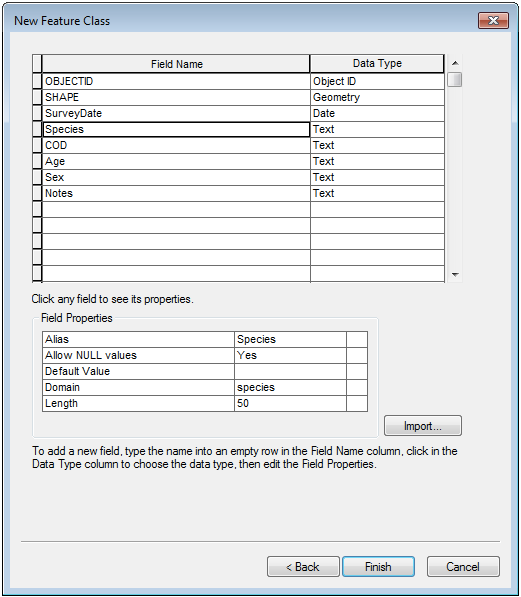 New Feature Class
Field Name Data Type
OBJECTID Object ID
SHAPE Geometry
SurveyDate Date
Species Text
COD Text
Age Text
Sex Text
Notes Text
Click any field to see its properties.
Field Properties
Alias Species
Allow NULL values Yes
Default Value
Domain species
Length 50
Import...
To add a new field, type the name into an empty row in the Field Name column, click in the
Data Type column to choose the data type, then edit the Field Properties.
< Back Finish Cancel